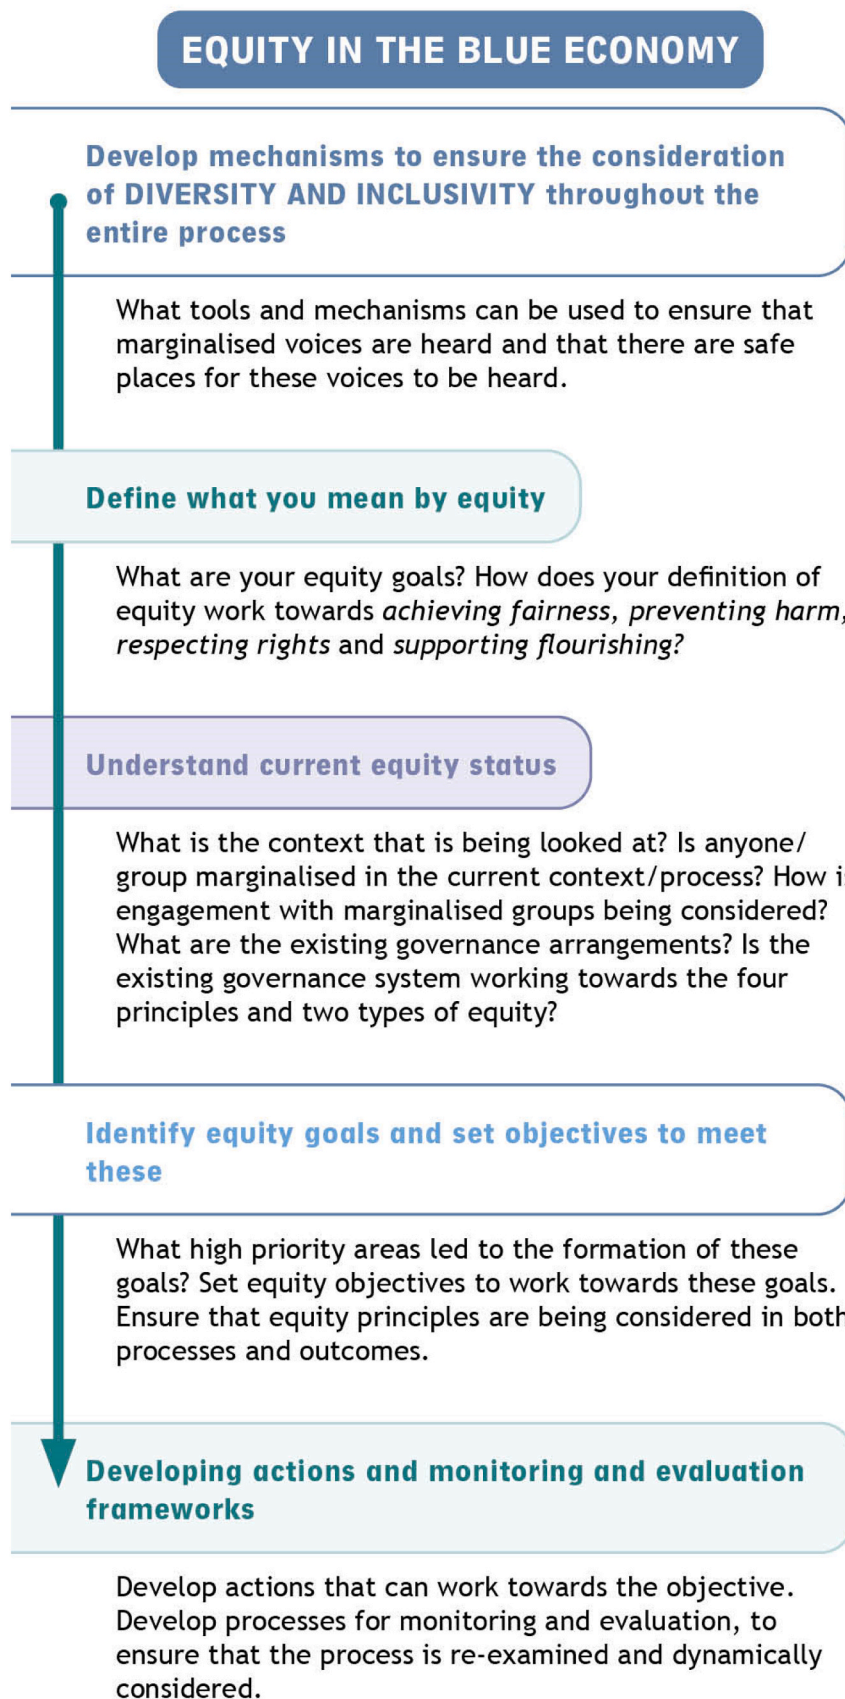 EQUITY IN THE BLUE ECONOMY
Develop mechanisms to ensure the consideration
of DIVERSITY AND INCLUSIVITY throughout the
entire process
What tools and mechanisms can be used to ensure that
marginalised voices are heard and that there are safe
places for these voices to be heard.
Define what you mean by equity
What are your equity goals? How does your definition of
equity work towards achieving fairness, preventing harm,
respecting rights and supporting flourishing?
Understand current equity status
What is the context that is being looked at? Is anyone/
group marginalised in the current context/process? How is
engagement with marginalised groups being considered?
What are the existing governance arrangements? Is the
existing governance system working towards the four
principles and two types of equity?
Identify equity goals and set objectives to meet
these
What high priority areas led to the formation of these
goals? Set equity objectives to work towards these goals.
Ensure that equity principles are being considered in both
processes and outcomes.
Developing actions and monitoring and evaluation
frameworks
Develop actions that can work towards the objective.
Develop processes for monitoring and evaluation, to
ensure that the process is re-examined and dynamically
considered.